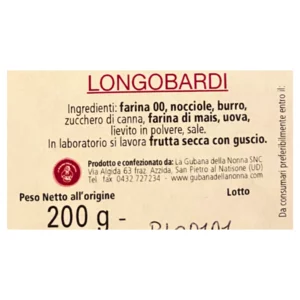 LONGOBARDI
Ingredienti: farina 00, nocciole, burro,
zucchero di canna, farina di mais, uova,
lievito in polvere, sale.
In laboratorio si lavora frutta secca con guscio.
Prodotto e confezionato da: La Gubana della Nonna SNC
Via Algida 63 fraz. Azzida, San Pietro al Natisone (UD)
Tel. fax 0432 727234 - www.gubanadellanonna.com
Peso Netto all'origine
Lotto
200 g -
Da consumarsi preferibilmente entro il: